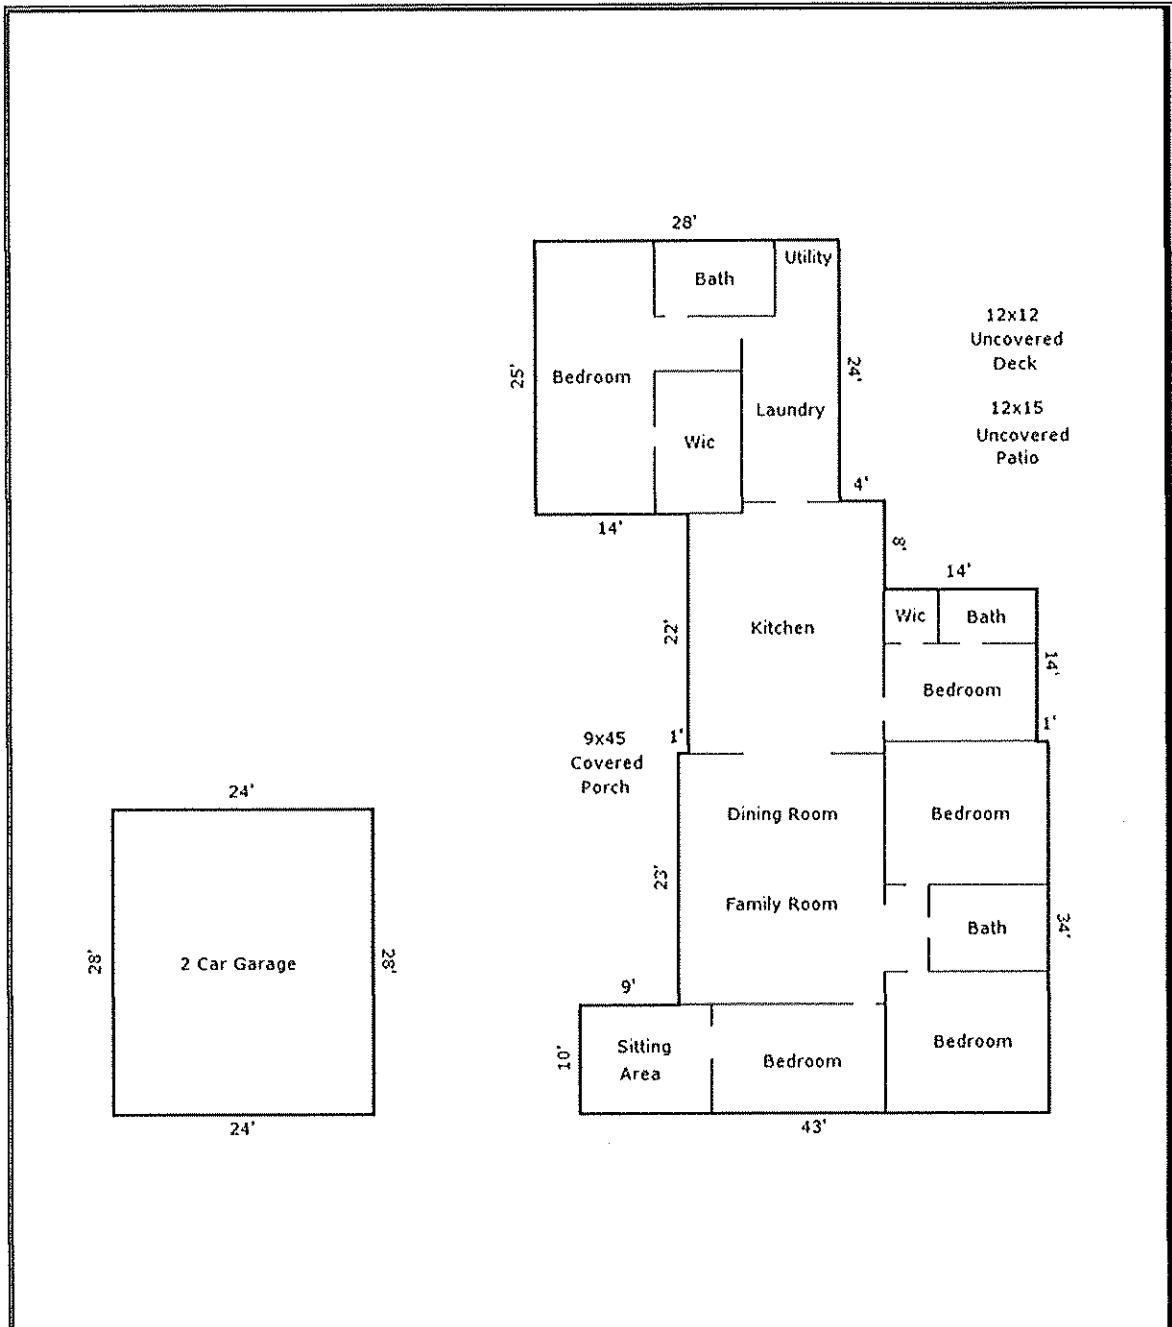 28'
Utility
Bath
12x12
Uncovered
Deck
25'
Bedroom
24'
12x15
Uncovered
Patio
Laundry
Wic
4'
14'
8'
14'
Wic
Bath
Kitchen
22'
14'
Bedroom
1'
1'
9x45
Covered
Porch
24'
Dining Room
Bedroom
23'
Family Room
Bath
34'
28'
2 Car Garage
28'
9'
10'
Sitting
Area
Bedroom
Bedroom
24'
43'